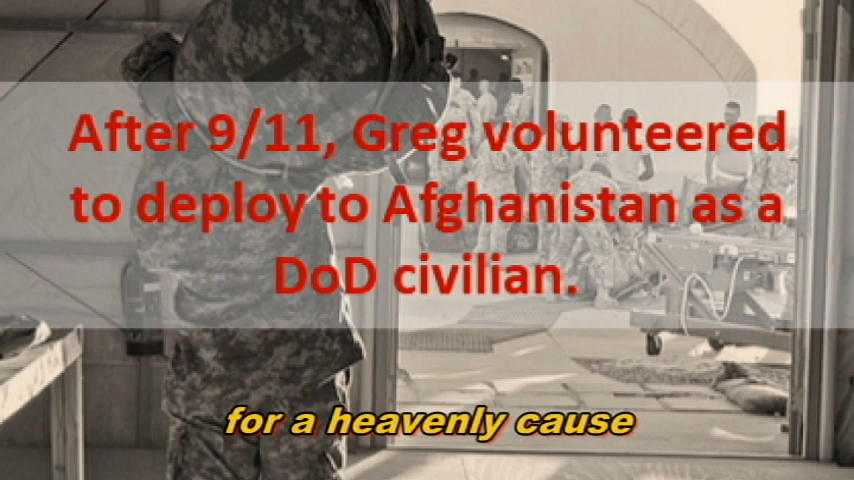 After 9/11, Greg volunteered
to deploy to Afghanistan as a
DoD civilian.
for a heavenly cause